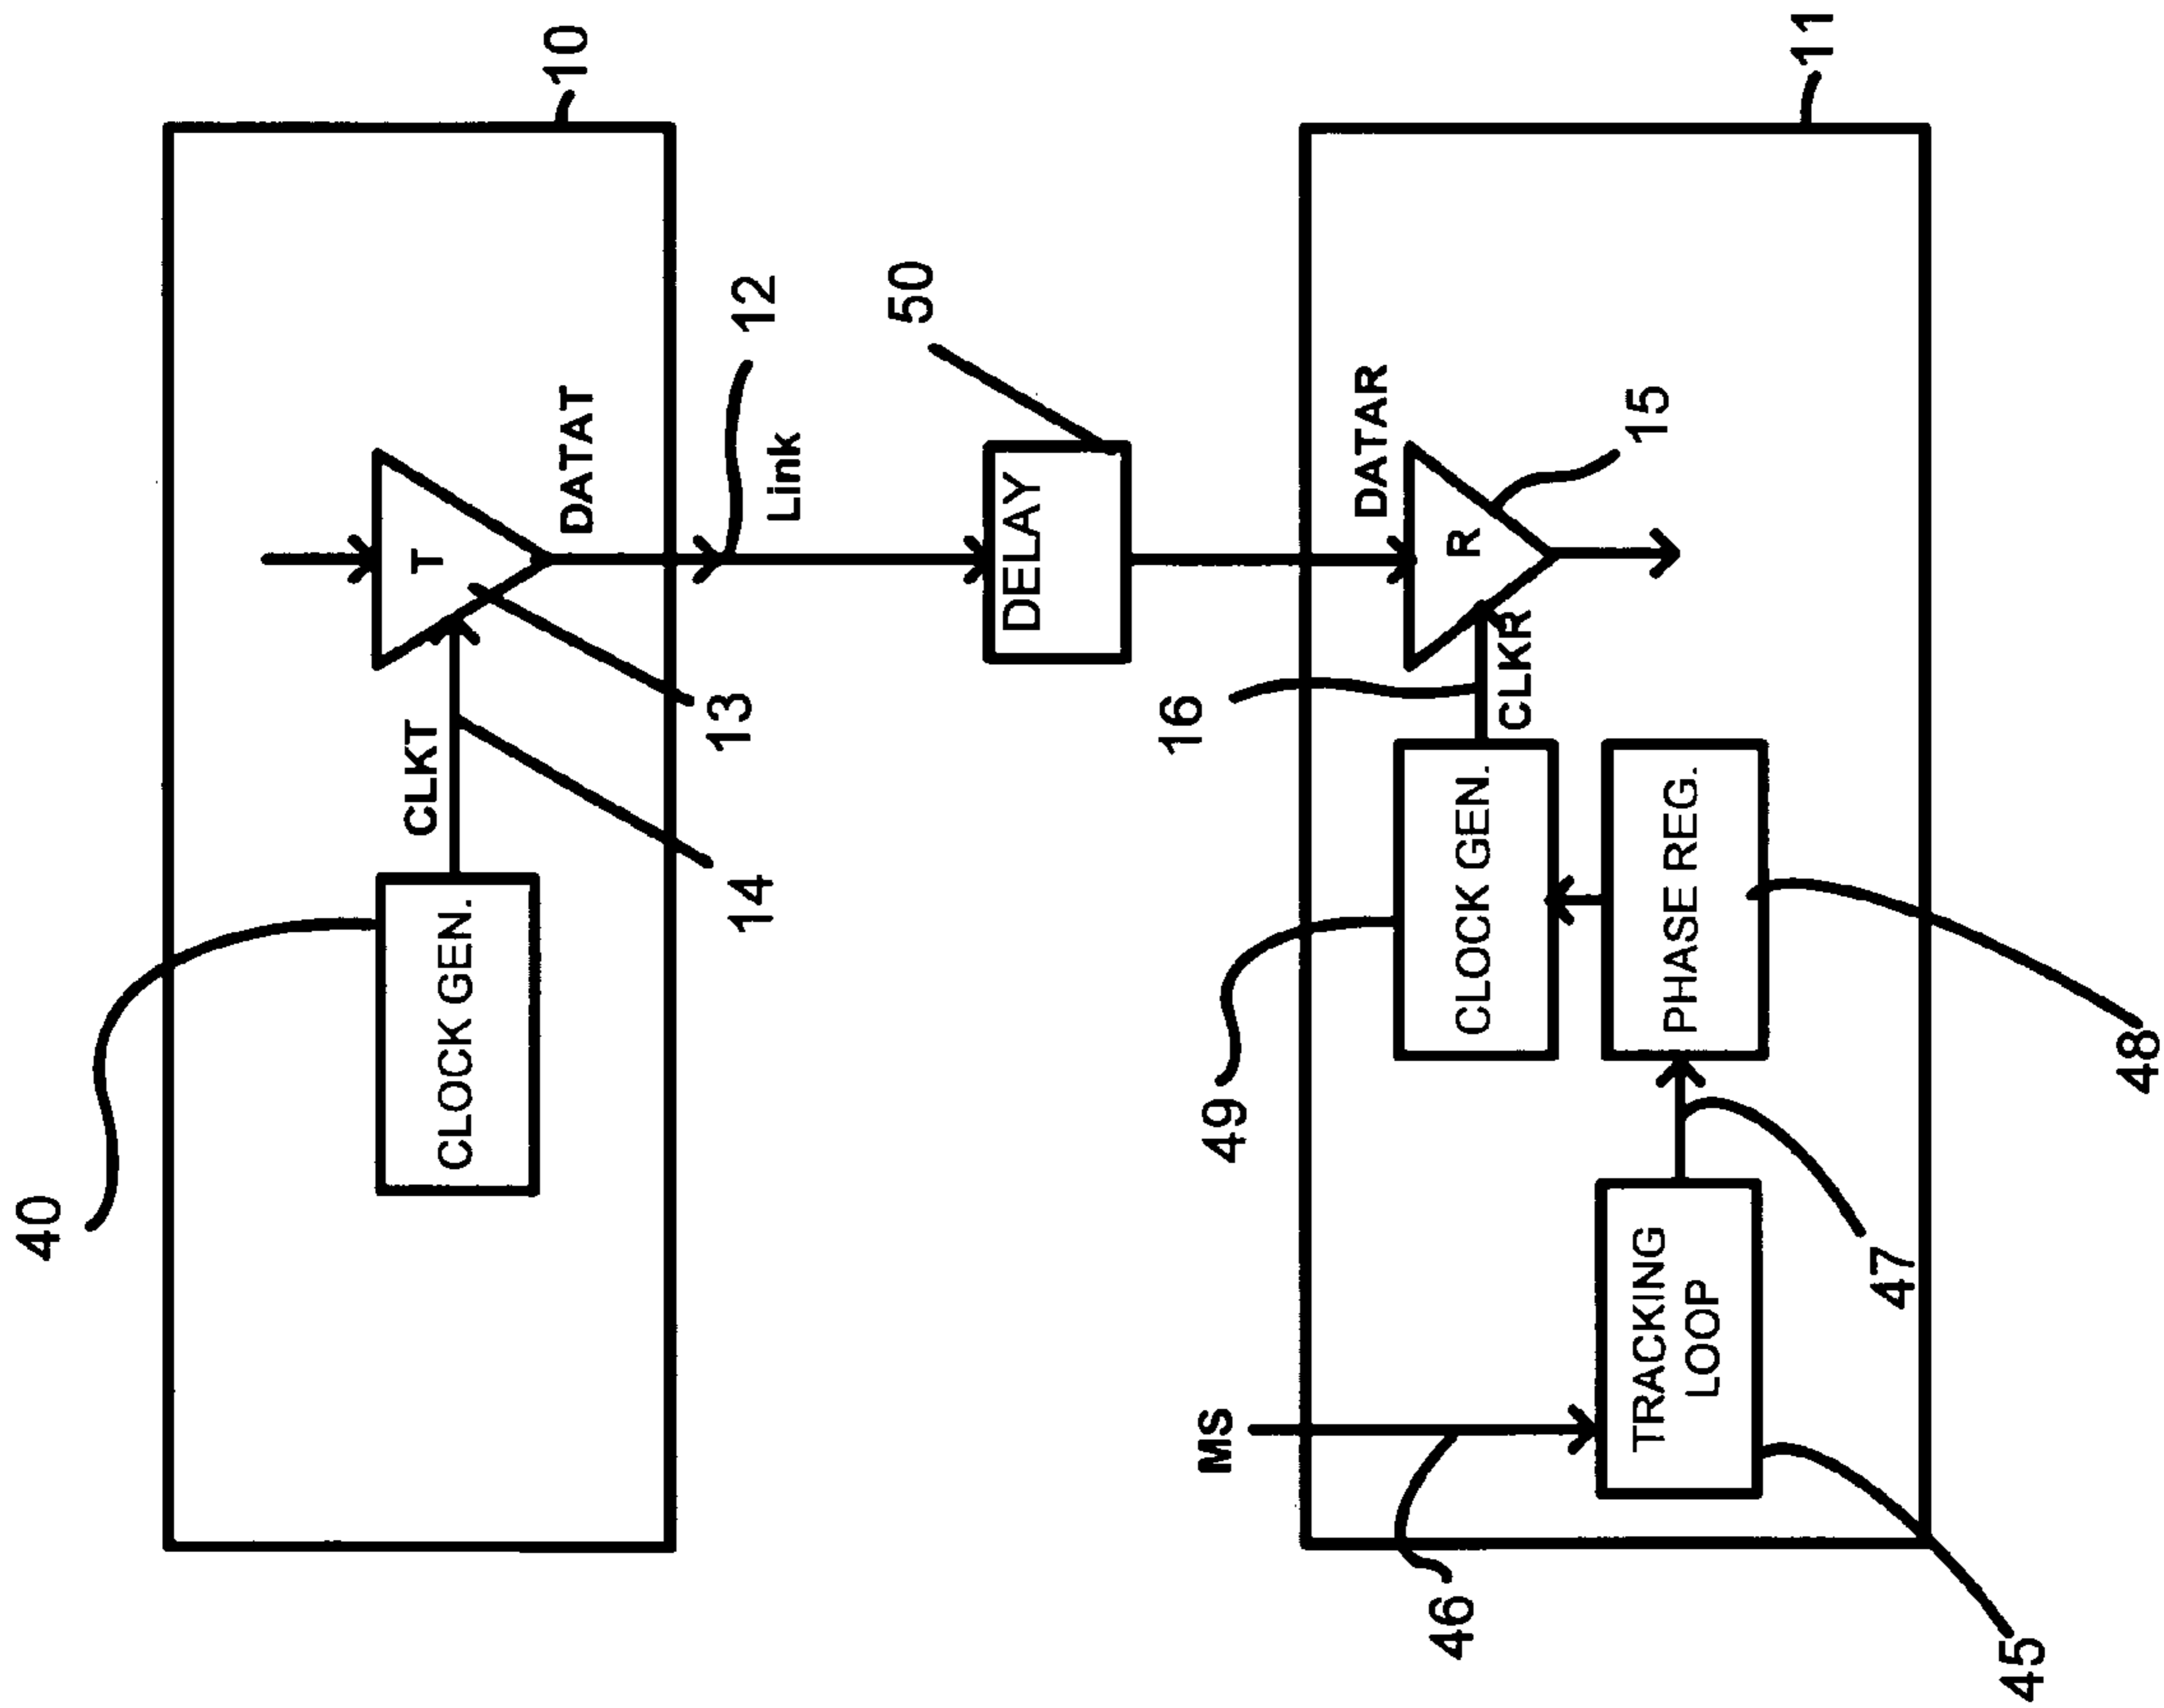 10
T
DATAT
CLKT
CLOCK GEN.
40
13
14
12
Link
50
DELAY
11
DATAR
R
15
CLKR
16
CLOCK GEN.
49
PHASE REG.
48
47
MS
TRACKING
LOOP
46
45